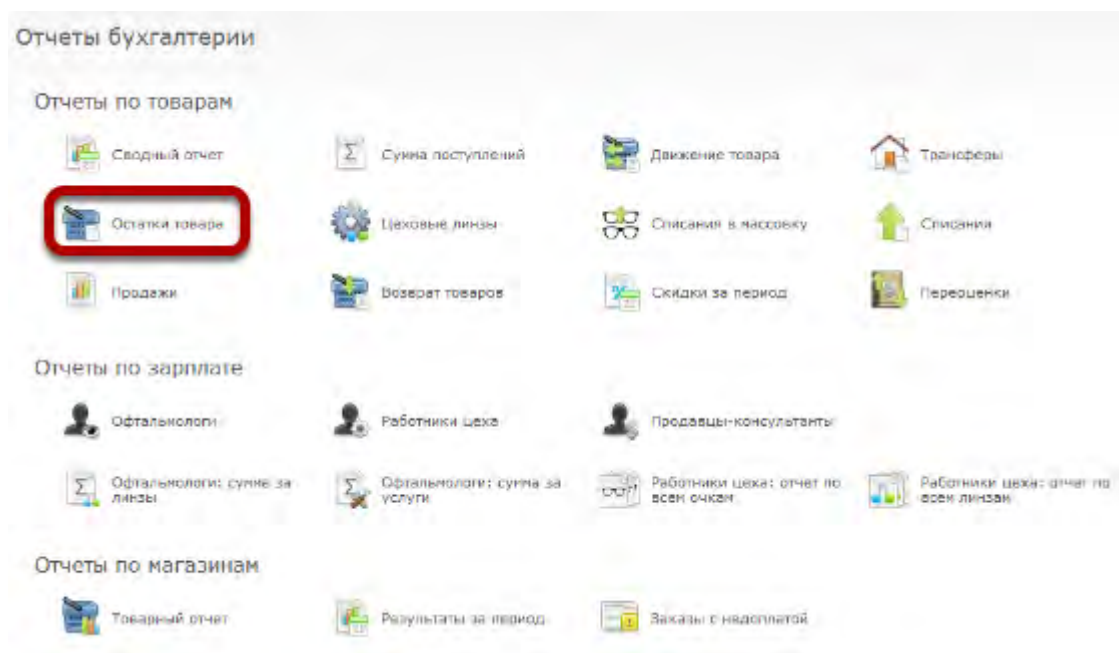 Отчеты бухгалтерии
Отчеты по товарам
Сводный отчет
Сумма поступлений
Движение товара
Трансферы
Остатки товара
Цеховые линзы
Списания в массовку
Списания
Продажи
Возврат товаров
Скидки за период
Переоценки
Отчеты по зарплате
Офтальмологи
Работники цеха
Продавцы-консультанты
Офтальмологи: сумма за
линзы
Офтальмологи: сумма за
услуги
Работники цеха: отчет по
всем очкам
Работники цеха: отчет по
всем линзам
Отчеты по магазинам
Товарный отчет
Результаты за период
Заказы с недоплатой